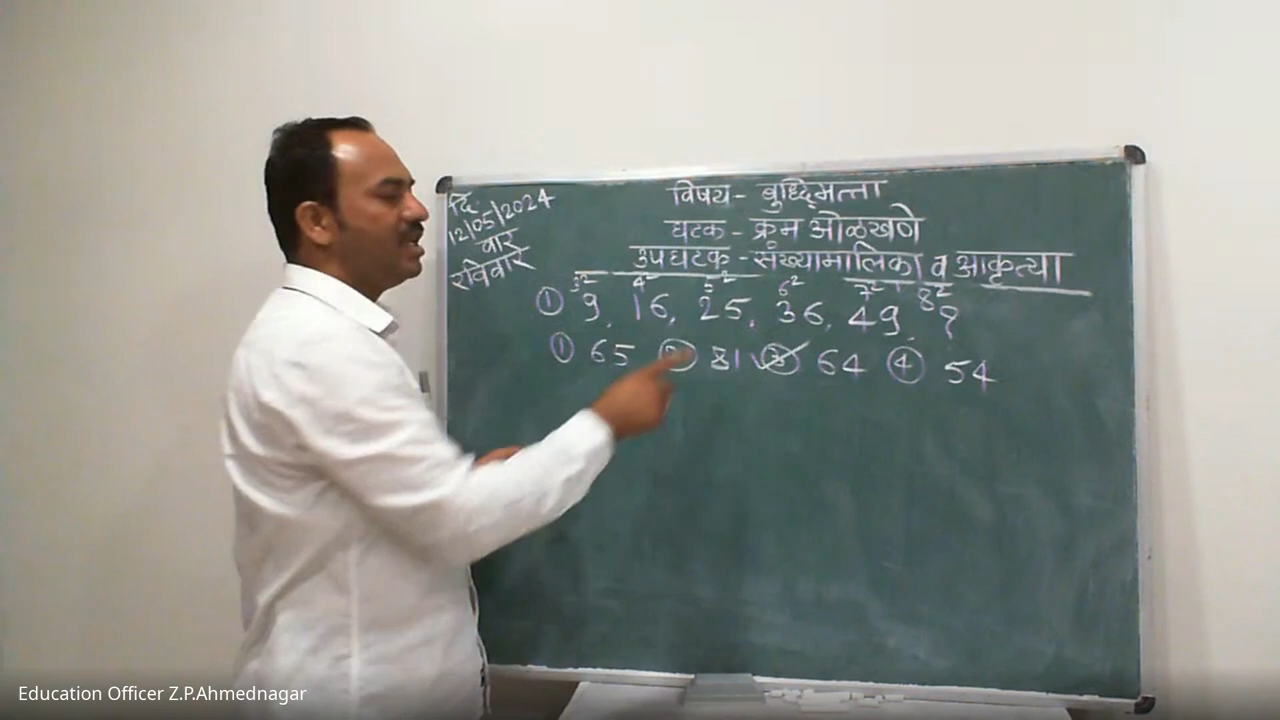 दि.
12/05/2024
वार
रविवार
विषय - बुध्दिमत्ता
घटक - क्रम ओळखणे
उपघटक - संख्यामालिका व आकृत्या
3² 4² 5² 6² 7² 8²
① 9, 16, 25, 36, 49, ?
① 65 ② 81 ③ 64 ④ 54
Education Officer Z.P.Ahmednagar